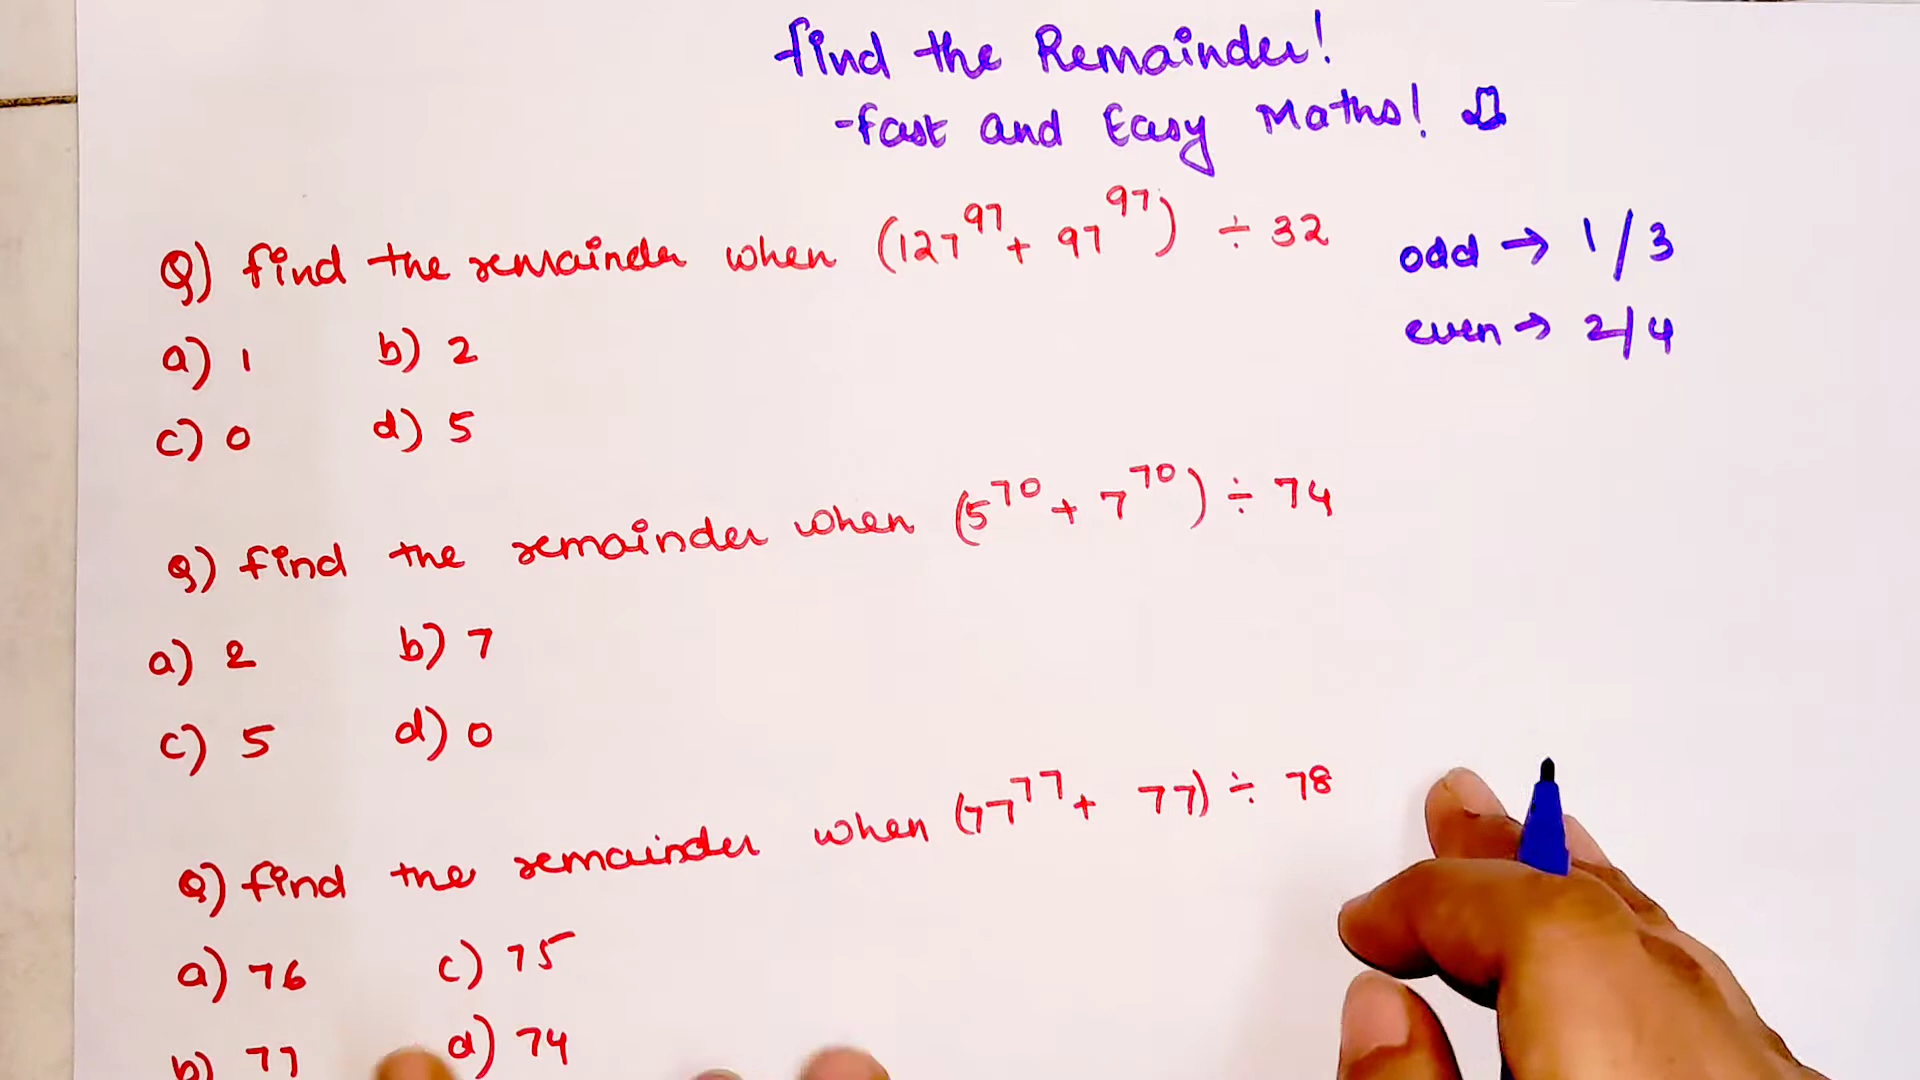 Find the Remainder!
-Fast and Easy Maths!
Q) find the remainder when (127^97 + 97^97) ÷ 32
odd → 1/3
even → 2/4
a) 1 b) 2
c) 0 d) 5
Q) find the remainder when (5^70 + 7^70) ÷ 74
a) 2 b) 7
c) 5 d) 0
Q) find the remainder when (77^77 + 77) ÷ 78
a) 76 c) 75
b) 77 d) 74